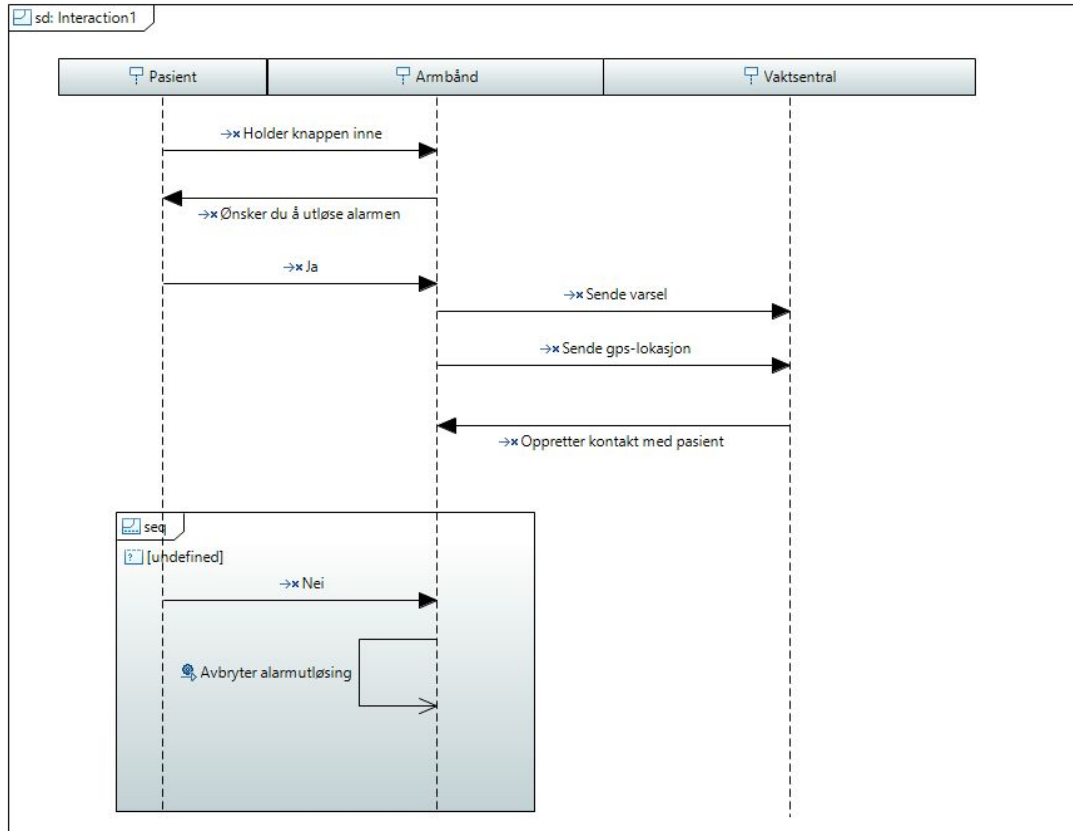 sd: Interaction1
Pasient
Armbånd
Vaktsentral
Holder knappen inne
Ønsker du å utløse alarmen
Ja
Sende varsel
Sende gps-lokasjon
Oppretter kontakt med pasient
seq
[undefined]
Nei
Avbryter alarmutløsing